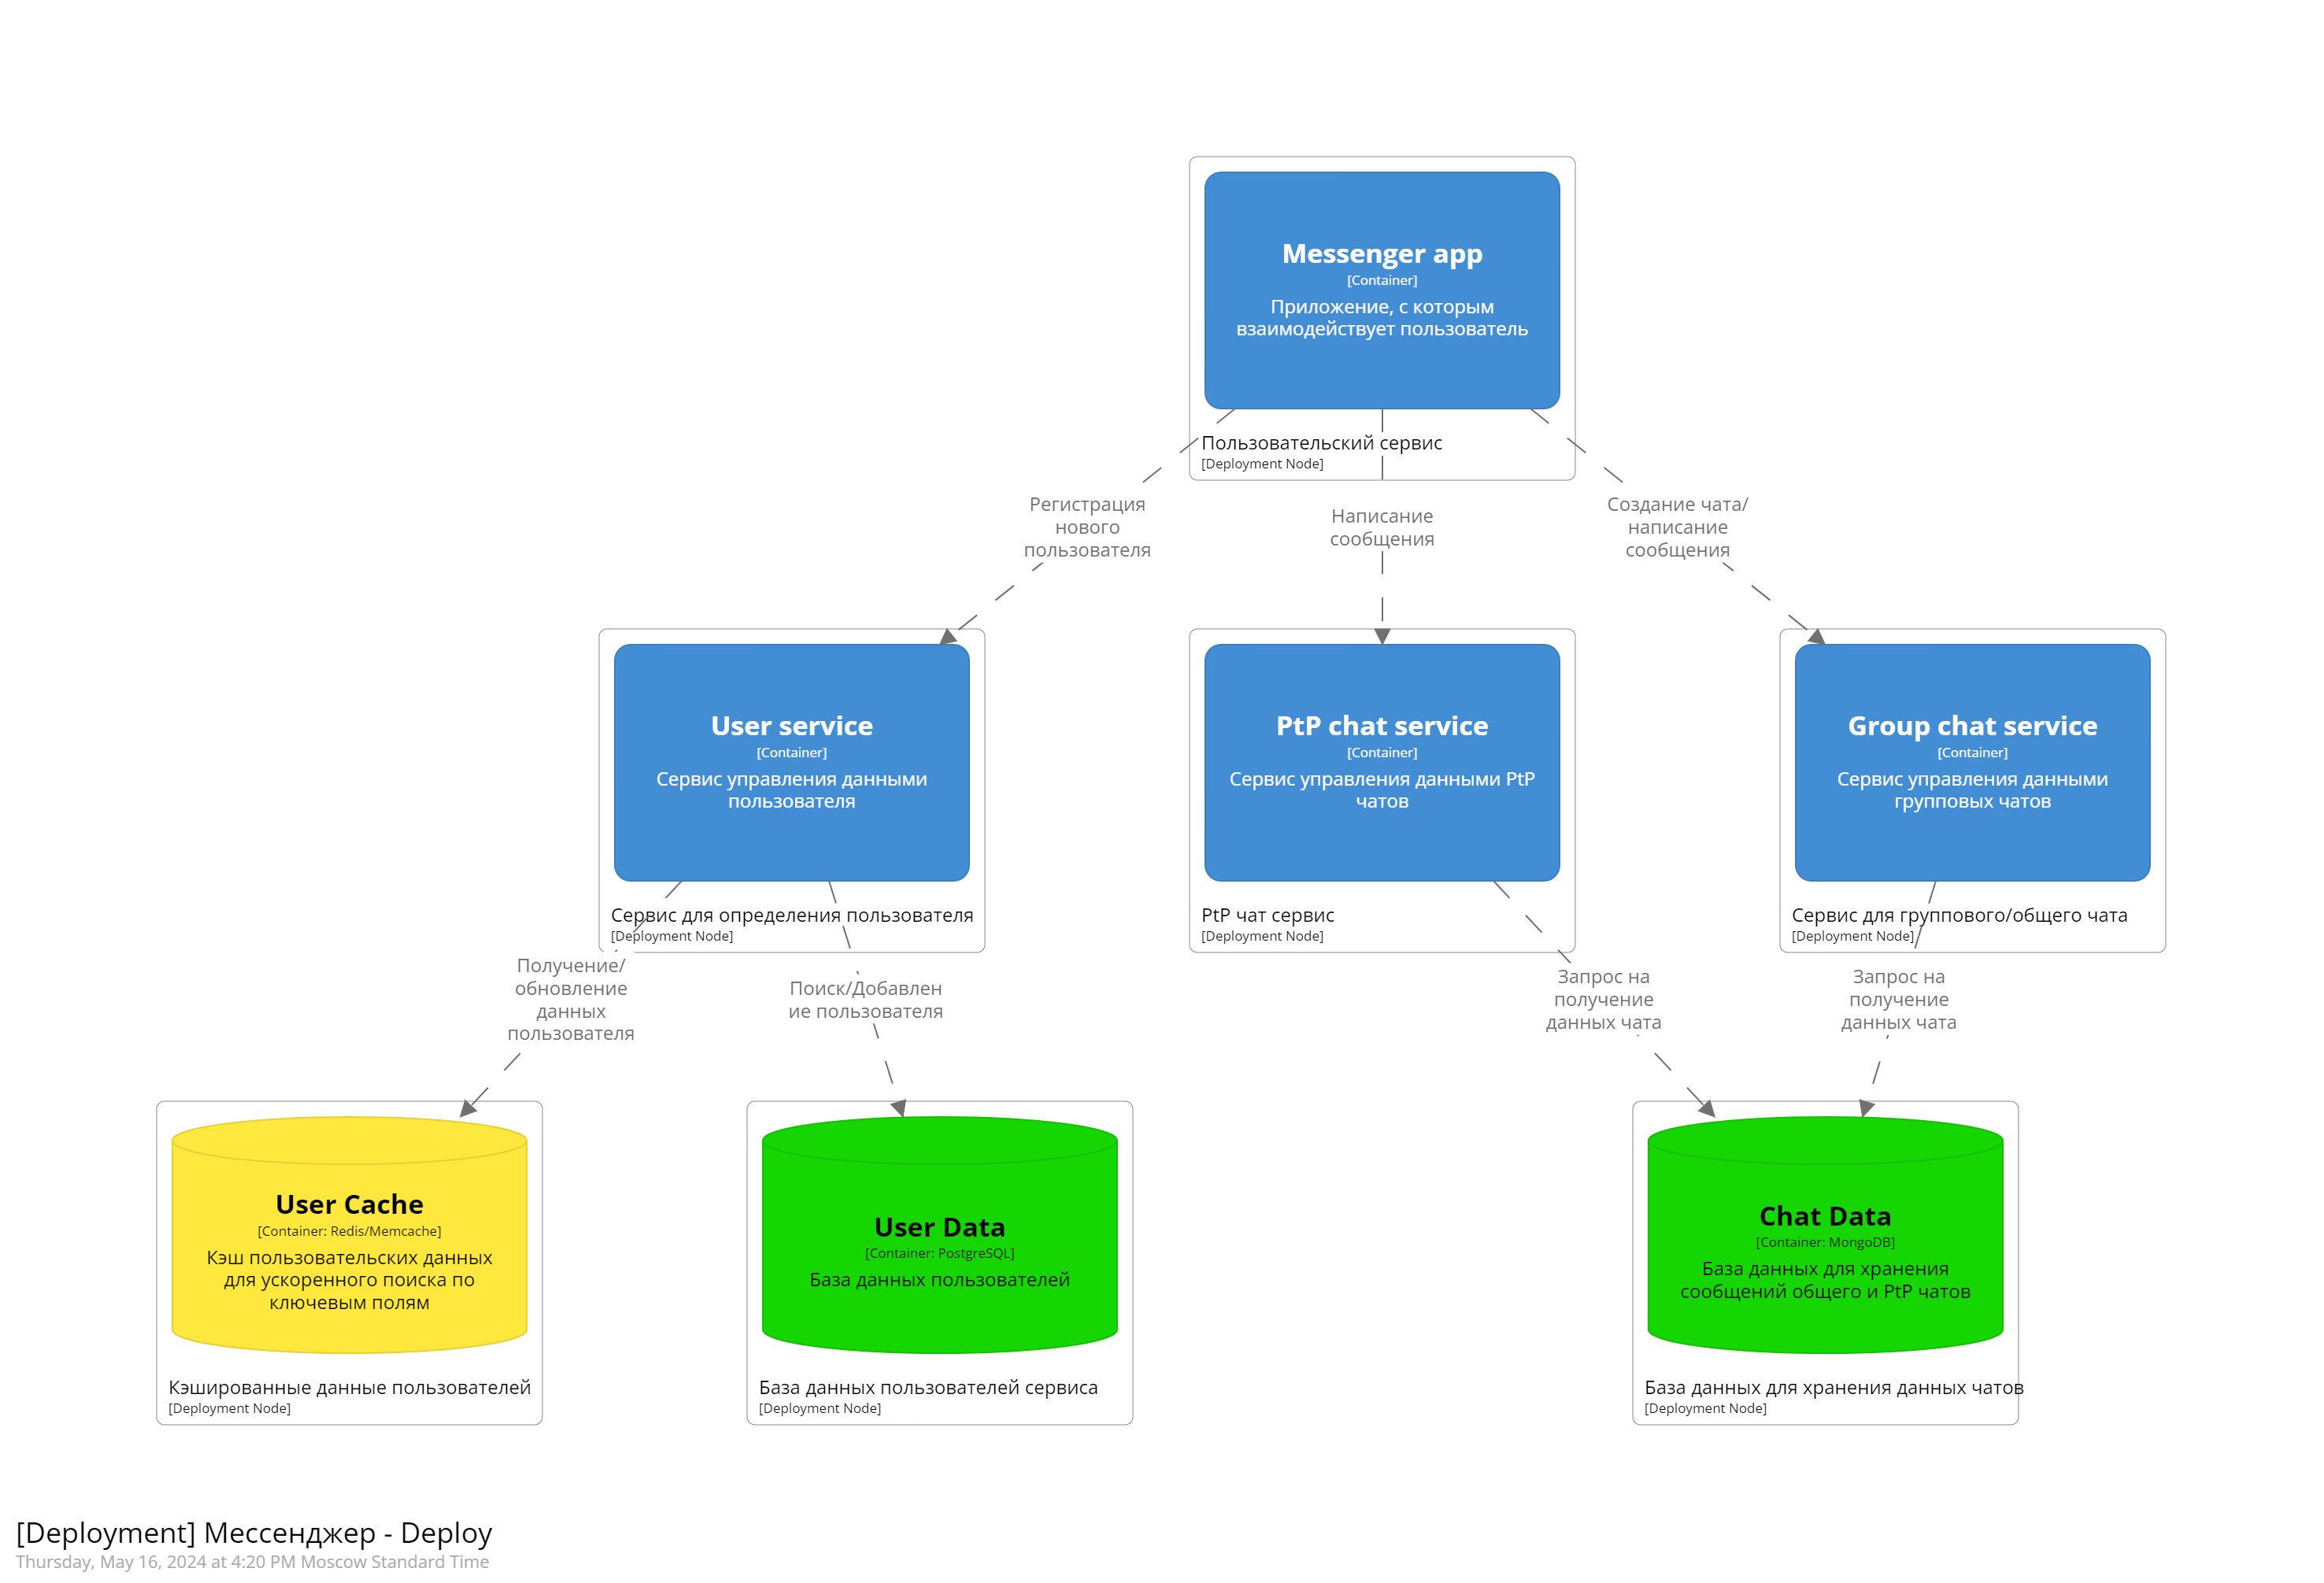 Messenger app
[Container]
Приложение, с которым
взаимодействует пользователь
Пользовательский сервис
[Deployment Node]
Регистрация
нового
пользователя
Написание
сообщения
Создание чата/
написание
сообщения
User service
[Container]
Сервис управления данными
пользователя
Сервис для определения пользователя
[Deployment Node]
PtP chat service
[Container]
Сервис управления данными PtP
чатов
PtP чат сервис
[Deployment Node]
Group chat service
[Container]
Сервис управления данными
групповых чатов
Сервис для группового/общего чата
[Deployment Node]
Получение/
обновление
данных
пользователя
Поиск/Добавлен
ие пользователя
Запрос на
получение
данных чата
Запрос на
получение
данных чата
User Cache
[Container: Redis/Memcache]
Кэш пользовательских данных
для ускоренного поиска по
ключевым полям
Кэшированные данные пользователей
[Deployment Node]
User Data
[Container: PostgreSQL]
База данных пользователей
База данных пользователей сервиса
[Deployment Node]
Chat Data
[Container: MongoDB]
База данных для хранения
сообщений общего и PtP чатов
База данных для хранения данных чатов
[Deployment Node]
[Deployment] Мессенджер - Deploy
Thursday, May 16, 2024 at 4:20 PM Moscow Standard Time